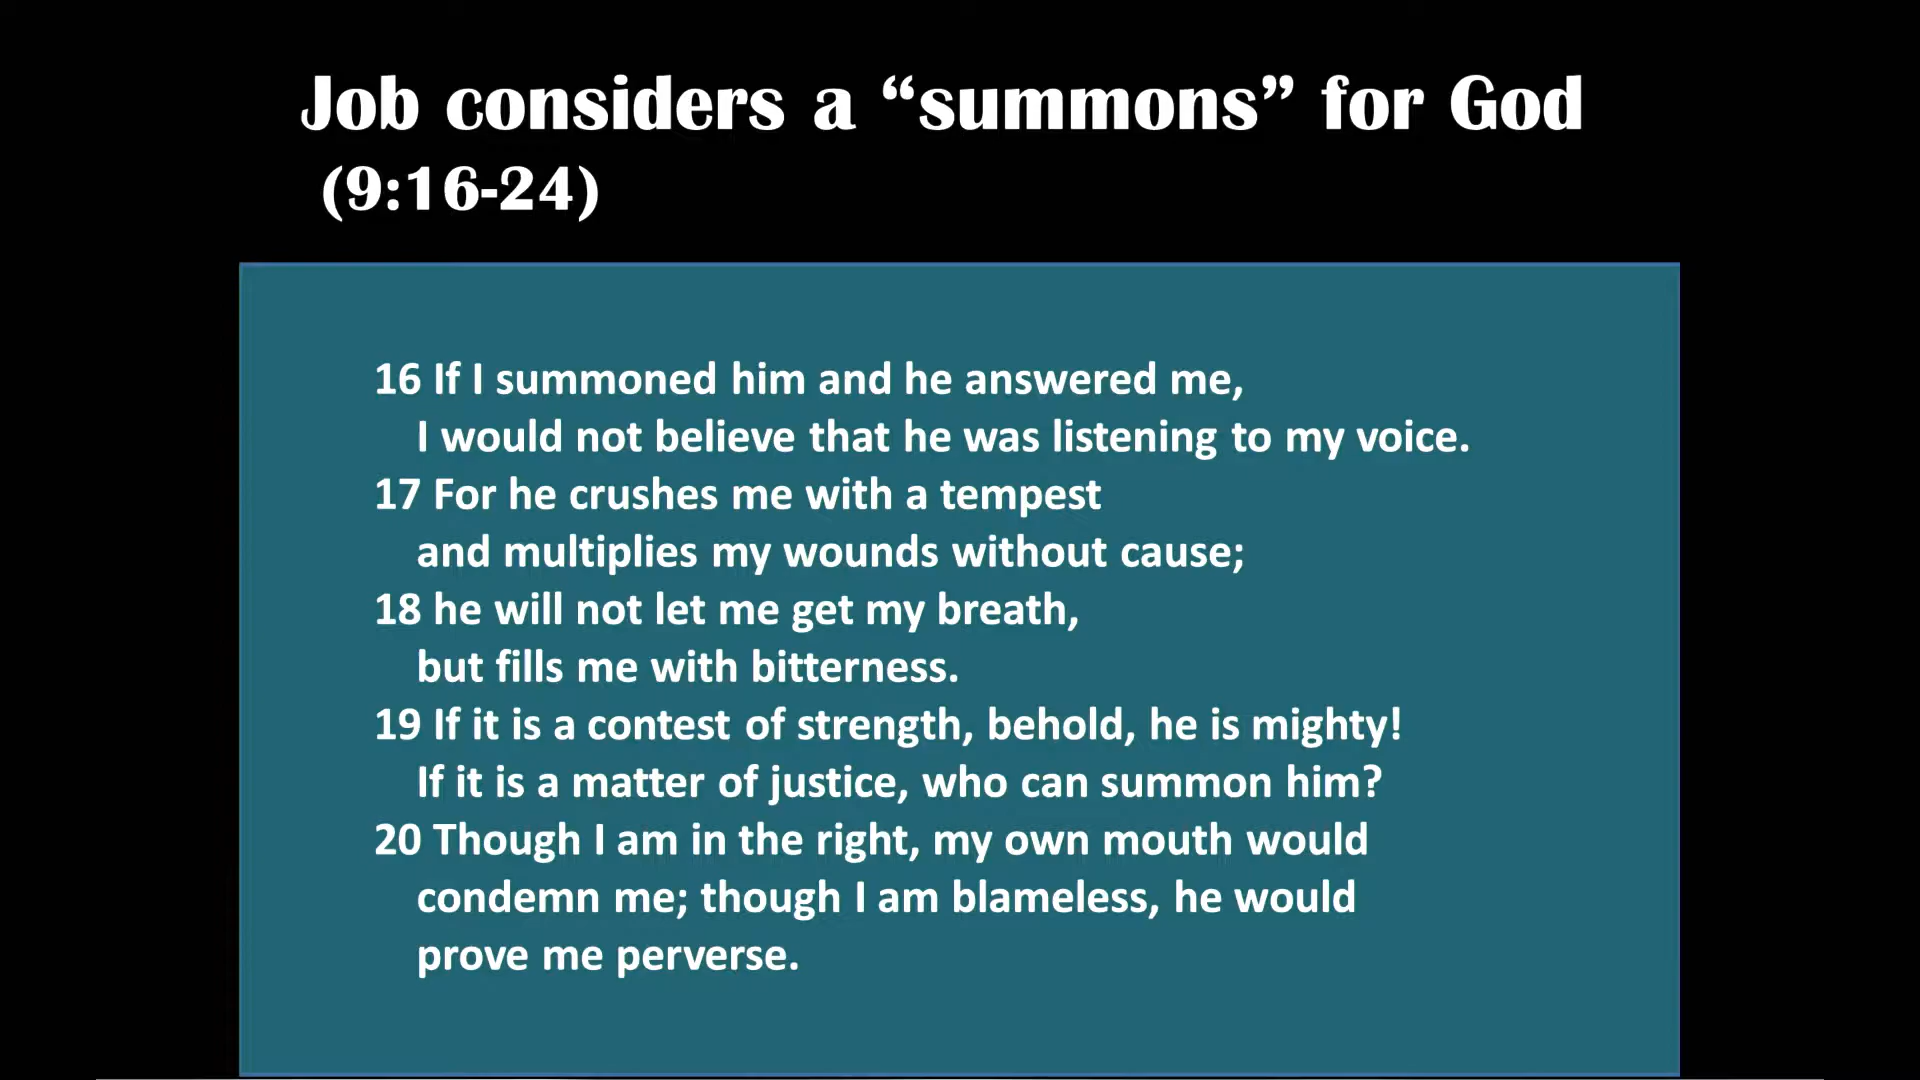 Job considers a “summons” for God
(9:16-24)
16 If I summoned him and he answered me,
I would not believe that he was listening to my voice.
17 For he crushes me with a tempest
and multiplies my wounds without cause;
18 he will not let me get my breath,
but fills me with bitterness.
19 If it is a contest of strength, behold, he is mighty!
If it is a matter of justice, who can summon him?
20 Though I am in the right, my own mouth would
condemn me; though I am blameless, he would
prove me perverse.